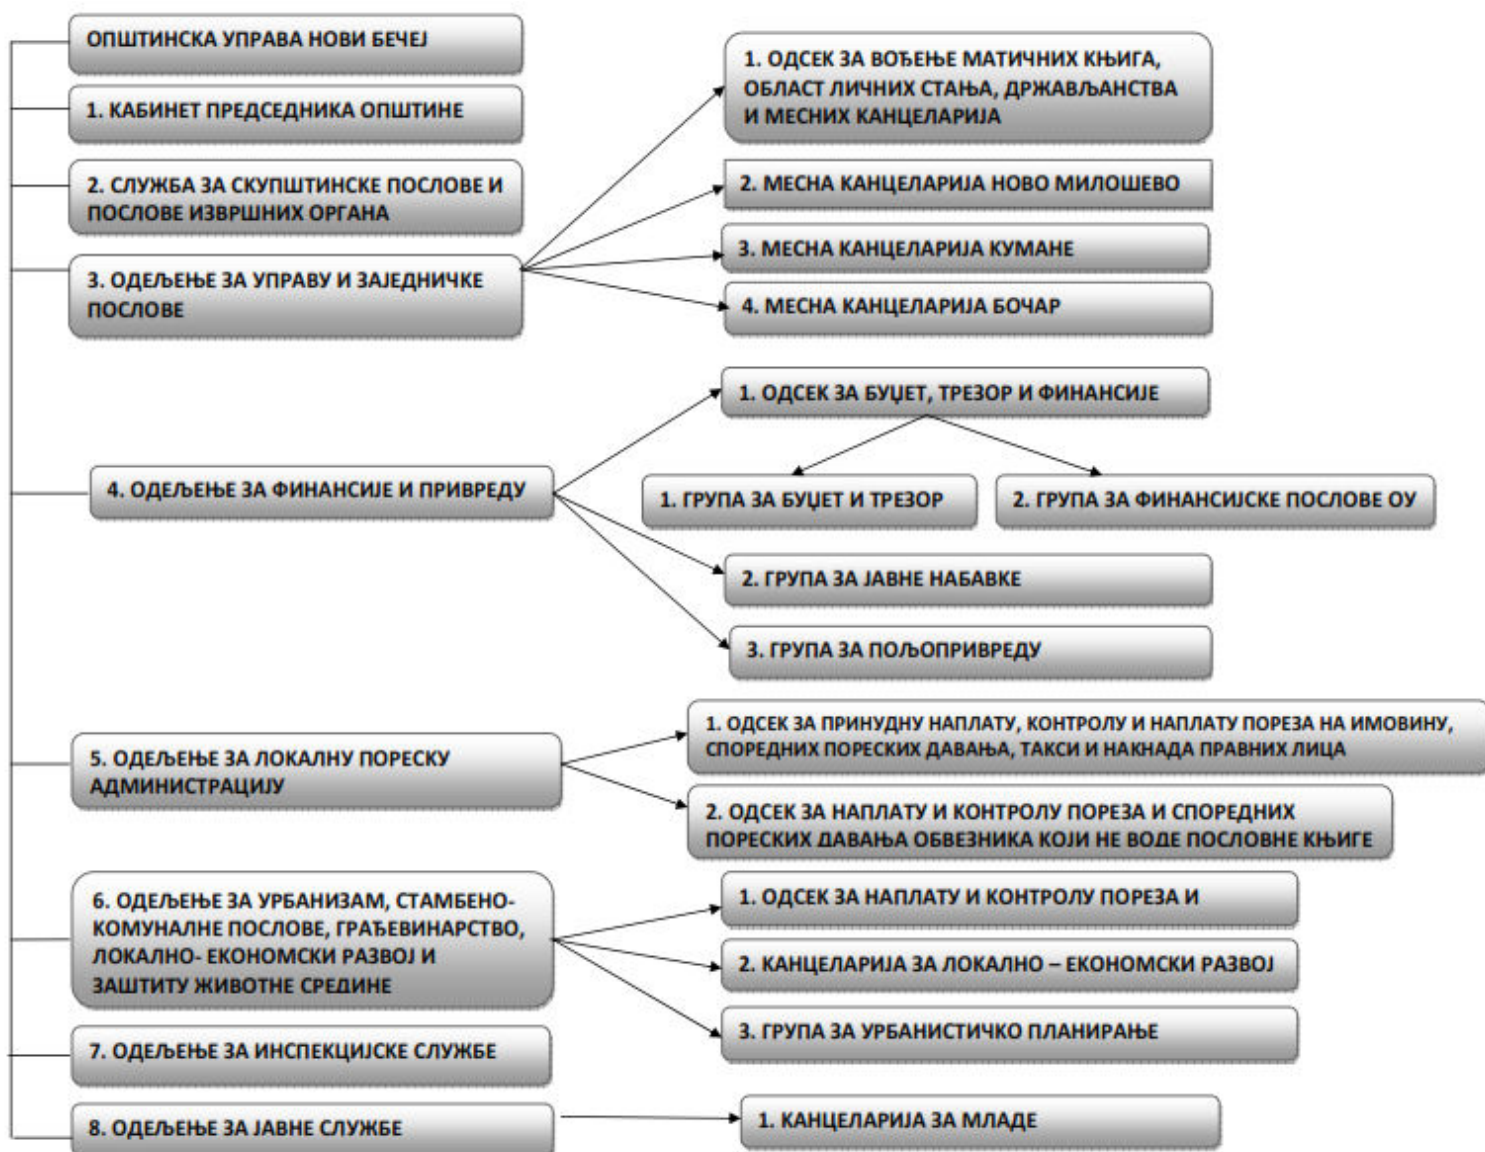 ОПШТИНСКА УПРАВА НОВИ БЕЧЕЈ
1. КАБИНЕТ ПРЕДСЕДНИКА ОПШТИНЕ
2. СЛУЖБА ЗА СКУПШТИНСКЕ ПОСЛОВЕ И
ПОСЛОВЕ ИЗВРШНИХ ОРГАНА
3. ОДЕЉЕЊЕ ЗА УПРАВУ И ЗАЈЕДНИЧКЕ
ПОСЛОВЕ
1. ОДСЕК ЗА ВОЂЕЊЕ МАТИЧНИХ КЊИГА,
ОБЛАСТ ЛИЧНИХ СТАЊА, ДРЖАВЉАНСТВА
И МЕСНИХ КАНЦЕЛАРИЈА
2. МЕСНА КАНЦЕЛАРИЈА НОВО МИЛОШЕВО
3. МЕСНА КАНЦЕЛАРИЈА КУМАНЕ
4. МЕСНА КАНЦЕЛАРИЈА БОЧАР
4. ОДЕЉЕЊЕ ЗА ФИНАНСИЈЕ И ПРИВРЕДУ
1. ОДСЕК ЗА БУЏЕТ, ТРЕЗОР И ФИНАНСИЈЕ
1. ГРУПА ЗА БУЏЕТ И ТРЕЗОР
2. ГРУПА ЗА ФИНАНСИЈСКЕ ПОСЛОВЕ ОУ
2. ГРУПА ЗА ЈАВНЕ НАБАВКЕ
3. ГРУПА ЗА ПОЉОПРИВРЕДУ
5. ОДЕЉЕЊЕ ЗА ЛОКАЛНУ ПОРЕСКУ
АДМИНИСТРАЦИЈУ
1. ОДСЕК ЗА ПРИНУДНУ НАПЛАТУ, КОНТРОЛУ И НАПЛАТУ ПОРЕЗА НА ИМОВИНУ,
СПОРЕДНИХ ПОРЕСКИХ ДАВАЊА, ТАКСИ И НАКНАДА ПРАВНИХ ЛИЦА
2. ОДСЕК ЗА НАПЛАТУ И КОНТРОЛУ ПОРЕЗА И СПОРЕДНИХ
ПОРЕСКИХ ДАВАЊА ОБВЕЗНИКА КОЈИ НЕ ВОДЕ ПОСЛОВНЕ КЊИГЕ
6. ОДЕЉЕЊЕ ЗА УРБАНИЗАМ, СТАМБЕНО-
КОМУНАЛНЕ ПОСЛОВЕ, ГРАЂЕВИНАРСТВО,
ЛОКАЛНО- ЕКОНОМСКИ РАЗВОЈ И
ЗАШТИТУ ЖИВОТНЕ СРЕДИНЕ
1. ОДСЕК ЗА НАПЛАТУ И КОНТРОЛУ ПОРЕЗА И
2. КАНЦЕЛАРИЈА ЗА ЛОКАЛНО – ЕКОНОМСКИ РАЗВОЈ
3. ГРУПА ЗА УРБАНИСТИЧКО ПЛАНИРАЊЕ
7. ОДЕЉЕЊЕ ЗА ИНСПЕКЦИЈСКЕ СЛУЖБЕ
8. ОДЕЉЕЊЕ ЗА ЈАВНЕ СЛУЖБЕ
1. КАНЦЕЛАРИЈА ЗА МЛАДЕ